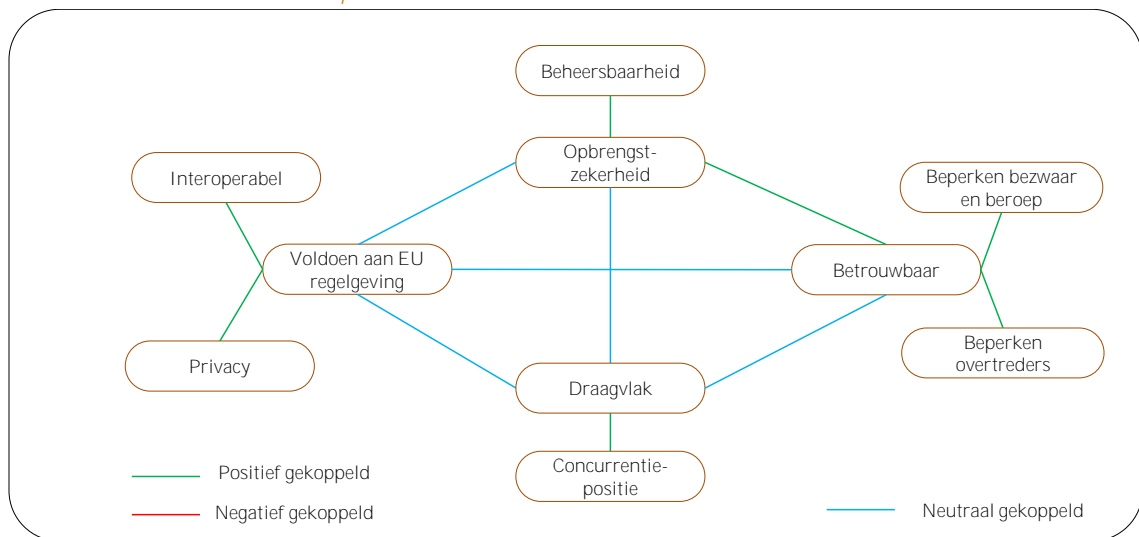 Beheersbaarheid
Opbrengst-
zekerheid
Interoperabel
Beperken bezwaar
en beroep
Voldoen aan EU
regelgeving
Betrouwbaar
Privacy
Beperken
overtreders
Draagvlak
Concurrentie-
positie
Positief gekoppeld
Negatief gekoppeld
Neutraal gekoppeld